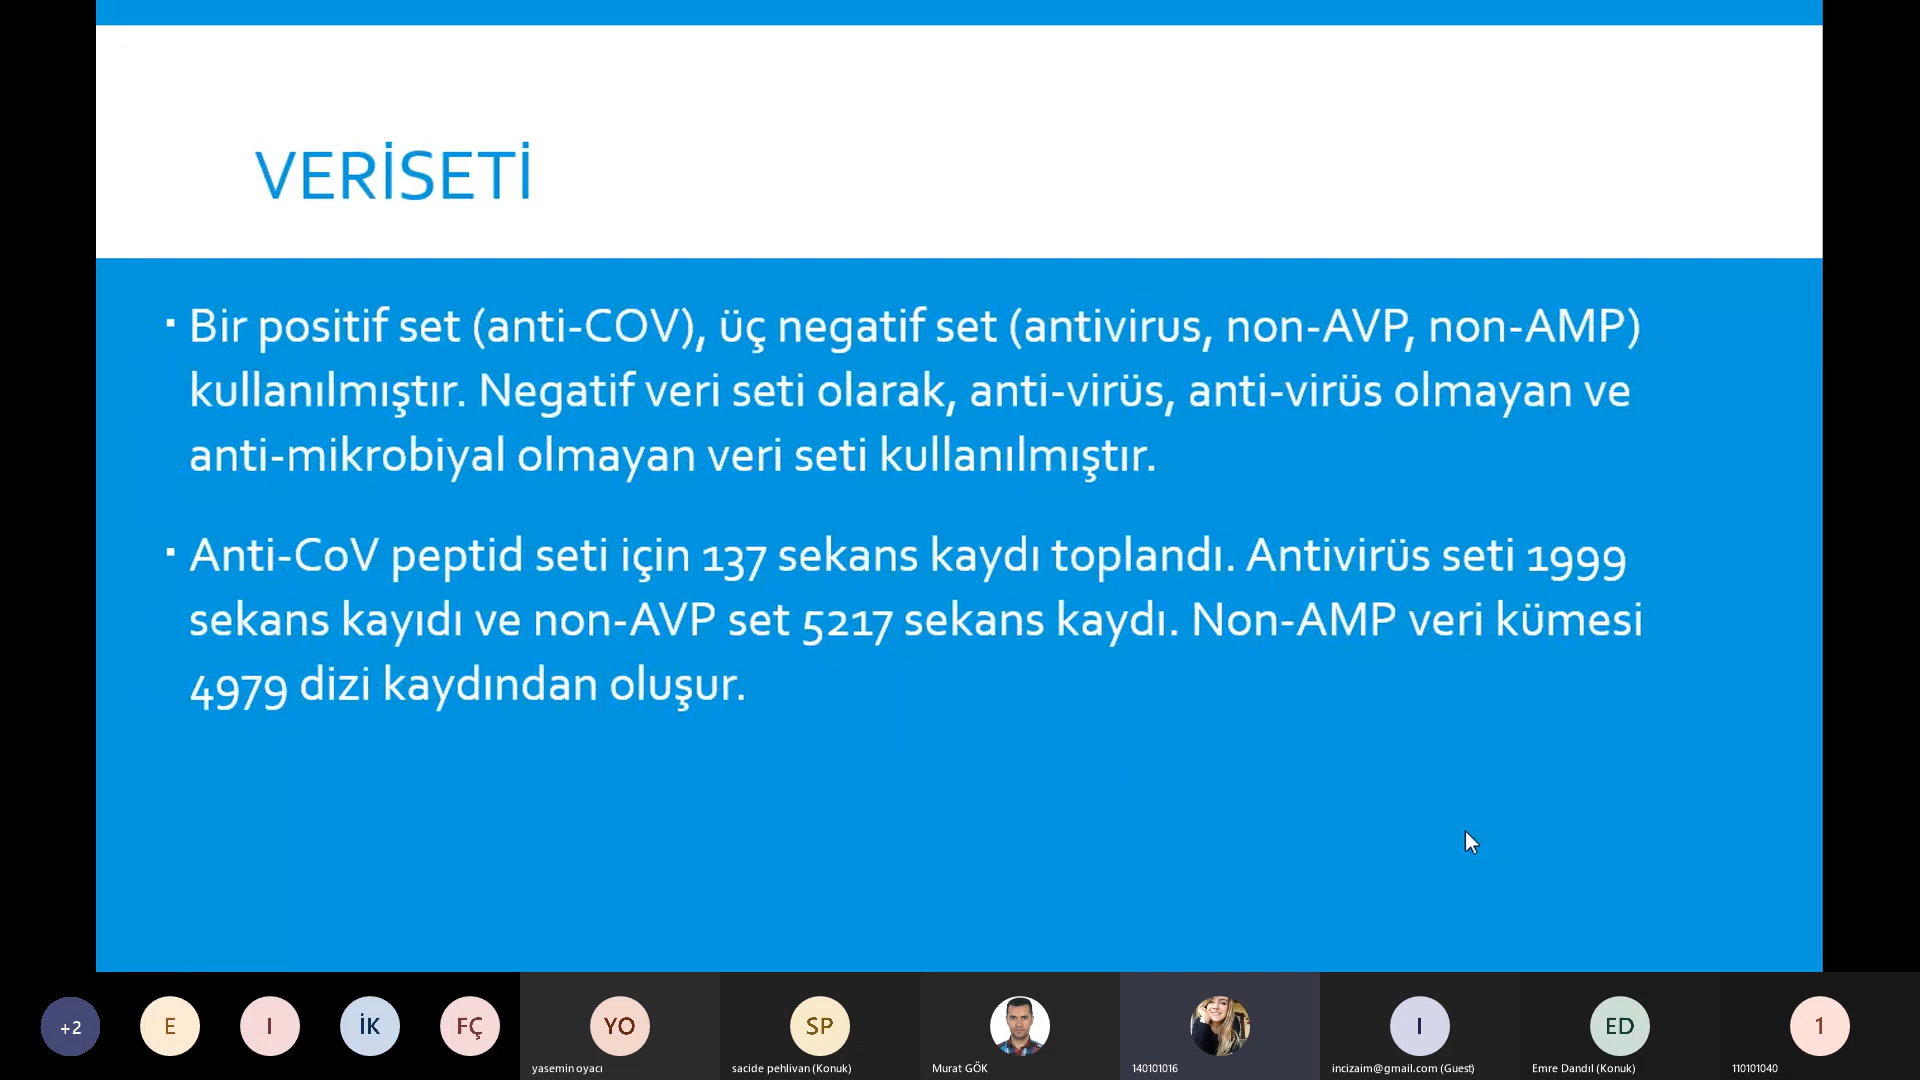 VERİSETİ
▪ Bir positif set (anti-COV), üç negatif set (antivirus, non-AVP, non-AMP)
kullanılmıştır. Negatif veri seti olarak, anti-virüs, anti-virüs olmayan ve
anti-mikrobiyal olmayan veri seti kullanılmıştır.
▪ Anti-CoV peptid seti için 137 sekans kaydı toplandı. Antivirüs seti 1999
sekans kayıdı ve non-AVP set 5217 sekans kaydı. Non-AMP veri kümesi
4979 dizi kaydından oluşur.
+2 E I İK FÇ YO SP I ED 1
yasemin oyacı sacide pehlivan (Konuk) Murat GÖK 140101016 incizaim@gmail.com (Guest) Emre Dandıl (Konuk) 110101040